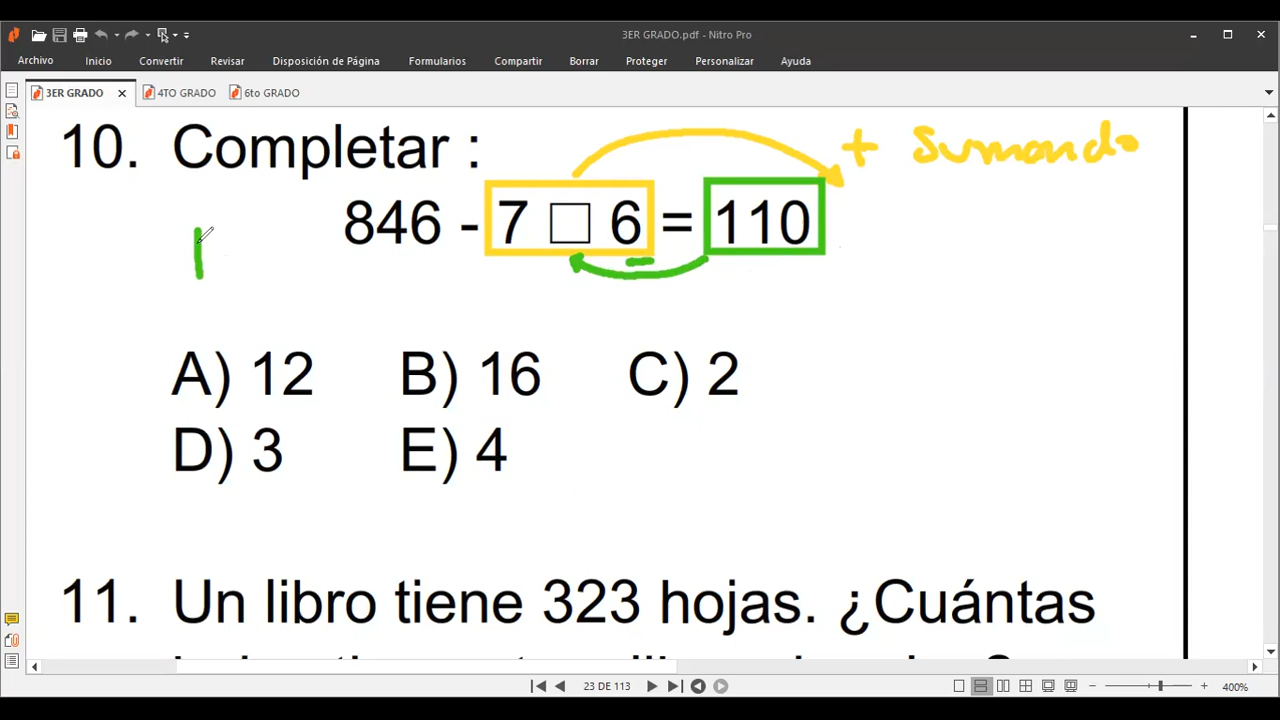 3ER GRADO.pdf - Nitro Pro
Archivo Inicio Convertir Revisar Disposición de Página Formularios Compartir Borrar Proteger Personalizar Ayuda
3ER GRADO 4TO GRADO 6to GRADO
10. Completar : + Sumando
846 - 7 □ 6 = 110
A) 12 B) 16 C) 2
D) 3 E) 4
11. Un libro tiene 323 hojas. ¿Cuántas
23 DE 113 400%